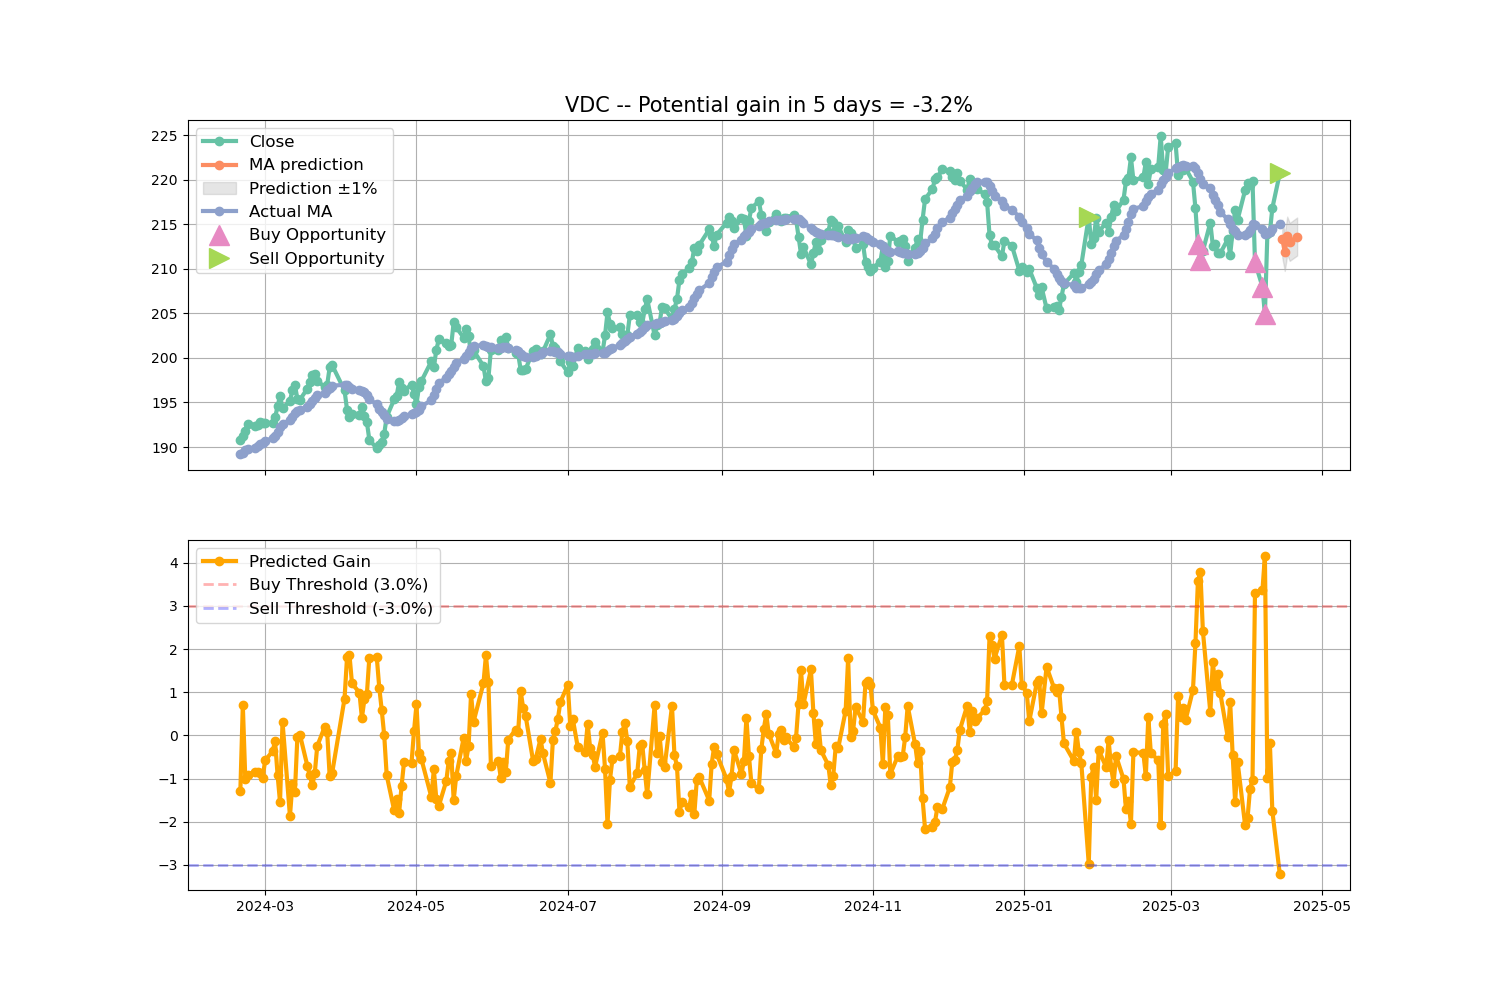 VDC -- Potential gain in 5 days = -3.2%
225
220
215
210
205
200
195
190
Close
MA prediction
Prediction ±1%
Actual MA
Buy Opportunity
Sell Opportunity
4
3
2
1
0
−1
−2
−3
Predicted Gain
Buy Threshold (3.0%)
Sell Threshold (-3.0%)
2024-03 2024-05 2024-07 2024-09 2024-11 2025-01 2025-03 2025-05